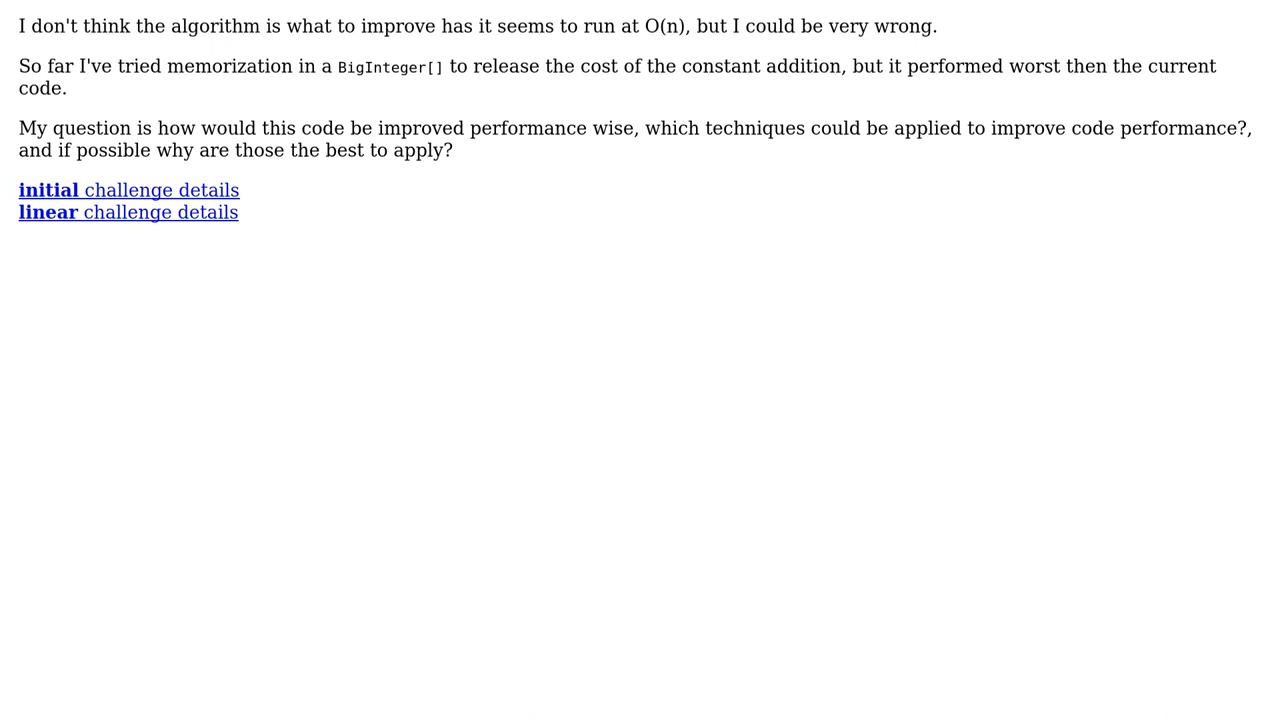 I don't think the algorithm is what to improve has it seems to run at O(n), but I could be very wrong.
So far I've tried memorization in a BigInteger[] to release the cost of the constant addition, but it performed worst then the current
code.
My question is how would this code be improved performance wise, which techniques could be applied to improve code performance?,
and if possible why are those the best to apply?
initial challenge details
linear challenge details